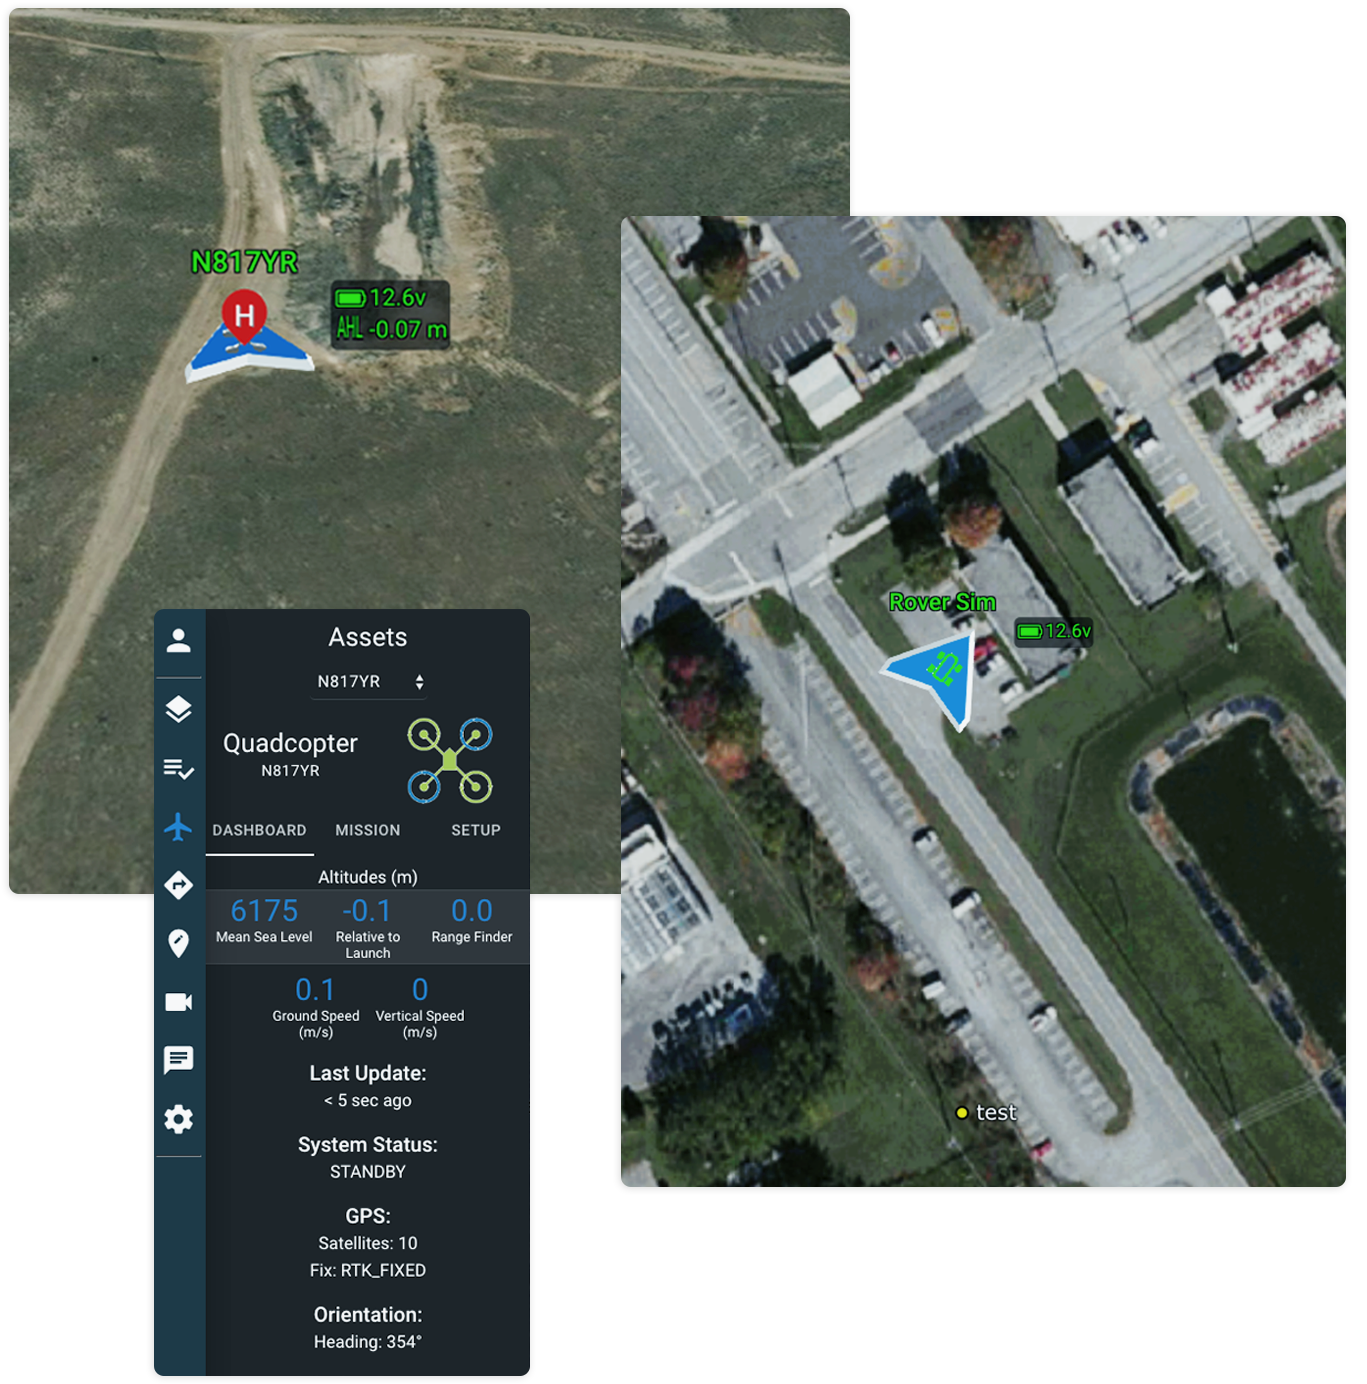 N817YR
H
12.6v
AHL -0.07 m
Rover Sim
12.6v
test
Assets
N817YR
Quadcopter
N817YR
DASHBOARD MISSION SETUP
Altitudes (m)
6175 -0.1 0.0
Mean Sea Level Relative to Range Finder
Launch
0.1 0
Ground Speed Vertical Speed
(m/s) (m/s)
Last Update:
< 5 sec ago
System Status:
STANDBY
GPS:
Satellites: 10
Fix: RTK_FIXED
Orientation:
Heading: 354°